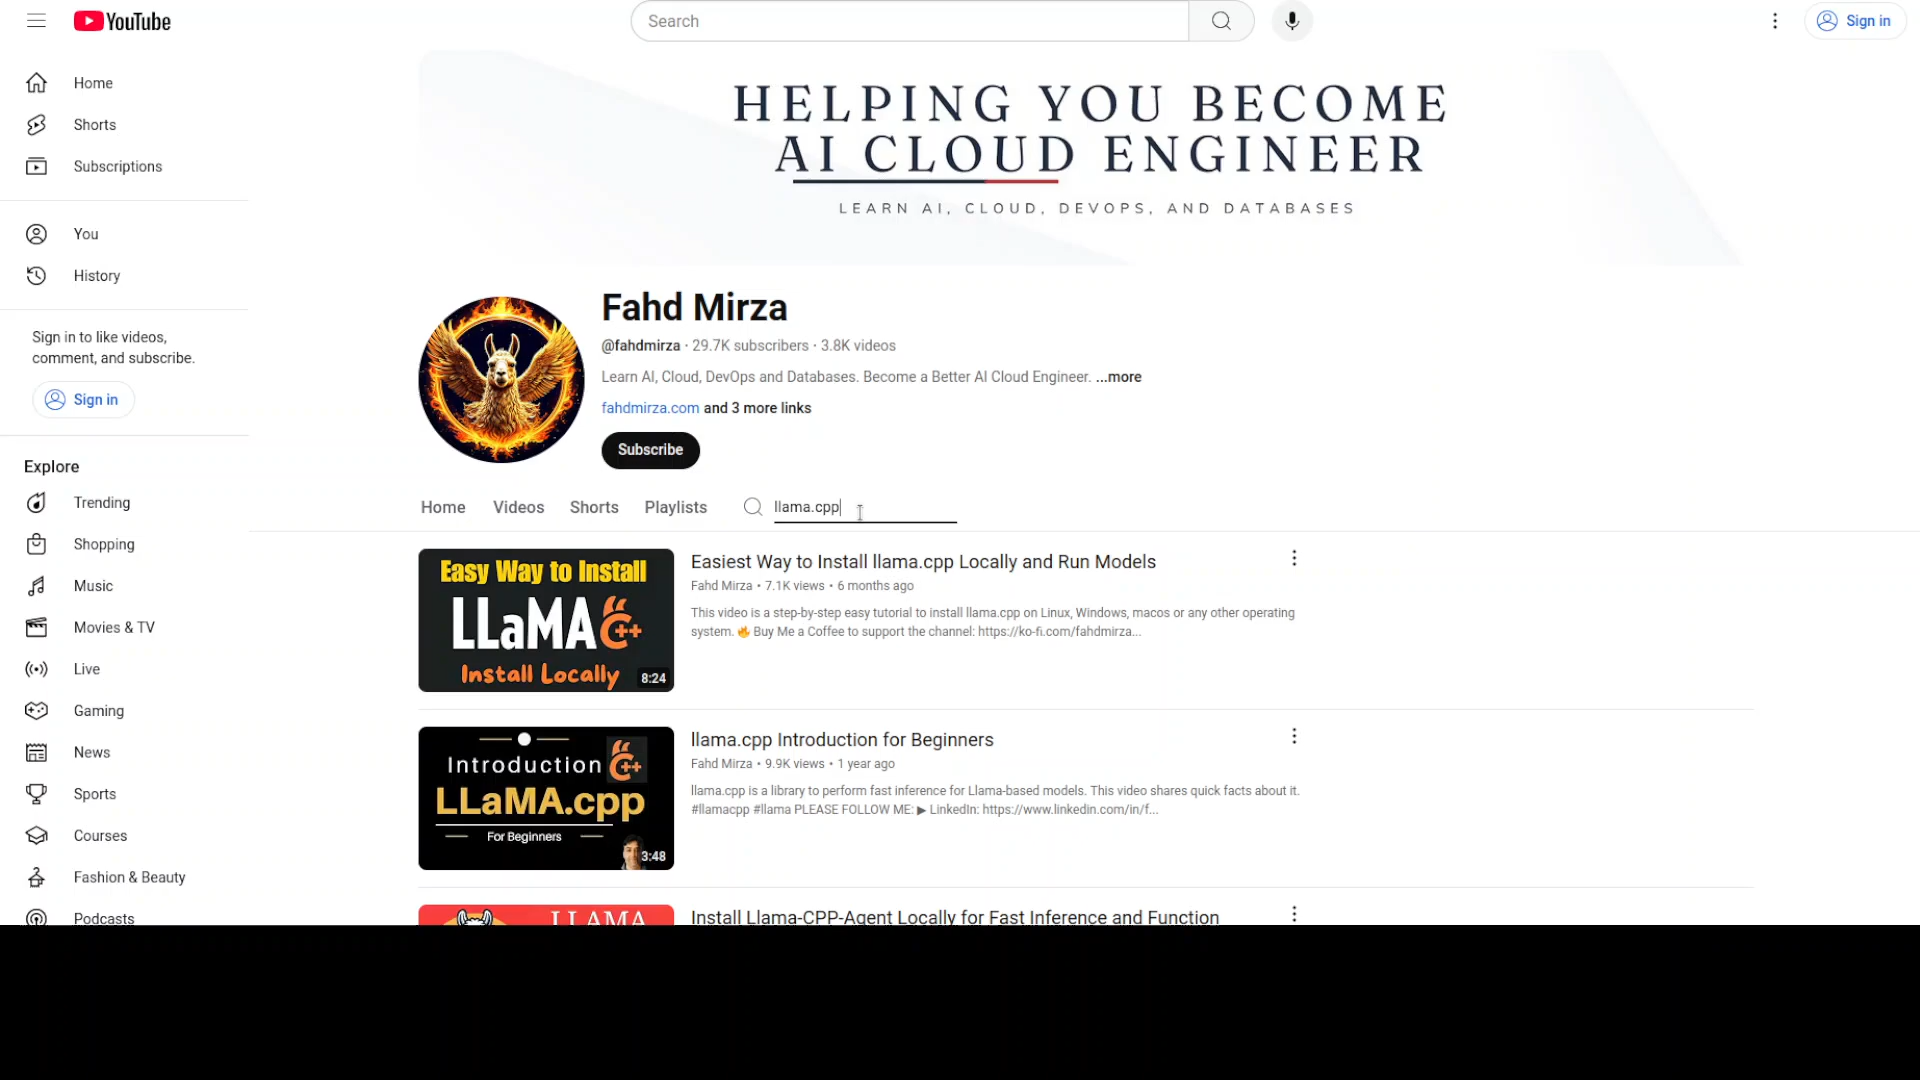 YouTube
Search
Sign in
Home
Shorts
Subscriptions
You
History
Sign in to like videos,
comment, and subscribe.
Sign in
Explore
Trending
Shopping
Music
Movies & TV
Live
Gaming
News
Sports
Courses
Fashion & Beauty
Podcasts
HELPING YOU BECOME
AI CLOUD ENGINEER
LEARN AI, CLOUD, DEVOPS, AND DATABASES
Fahd Mirza
@fahdmirza · 29.7K subscribers · 3.8K videos
Learn AI, Cloud, DevOps and Databases. Become a Better AI Cloud Engineer. ...more
fahdmirza.com and 3 more links
Subscribe
Home Videos Shorts Playlists llama.cpp
Easy Way to Install
LLaMA C++
Install Locally
8:24
Easiest Way to Install llama.cpp Locally and Run Models
Fahd Mirza • 7.1K views • 6 months ago
This video is a step-by-step easy tutorial to install llama.cpp on Linux, Windows, macos or any other operating
system. 🔥 Buy Me a Coffee to support the channel: https://ko-fi.com/fahdmirza...
Introduction C++
LLaMA.cpp
For Beginners
3:48
llama.cpp Introduction for Beginners
Fahd Mirza • 9.9K views • 1 year ago
llama.cpp is a library to perform fast inference for Llama-based models. This video shares quick facts about it.
#llamacpp #llama PLEASE FOLLOW ME: ▶ LinkedIn: https://www.linkedin.com/in/f...
LLAMA
Install Llama-CPP-Agent Locally for Fast Inference and Function